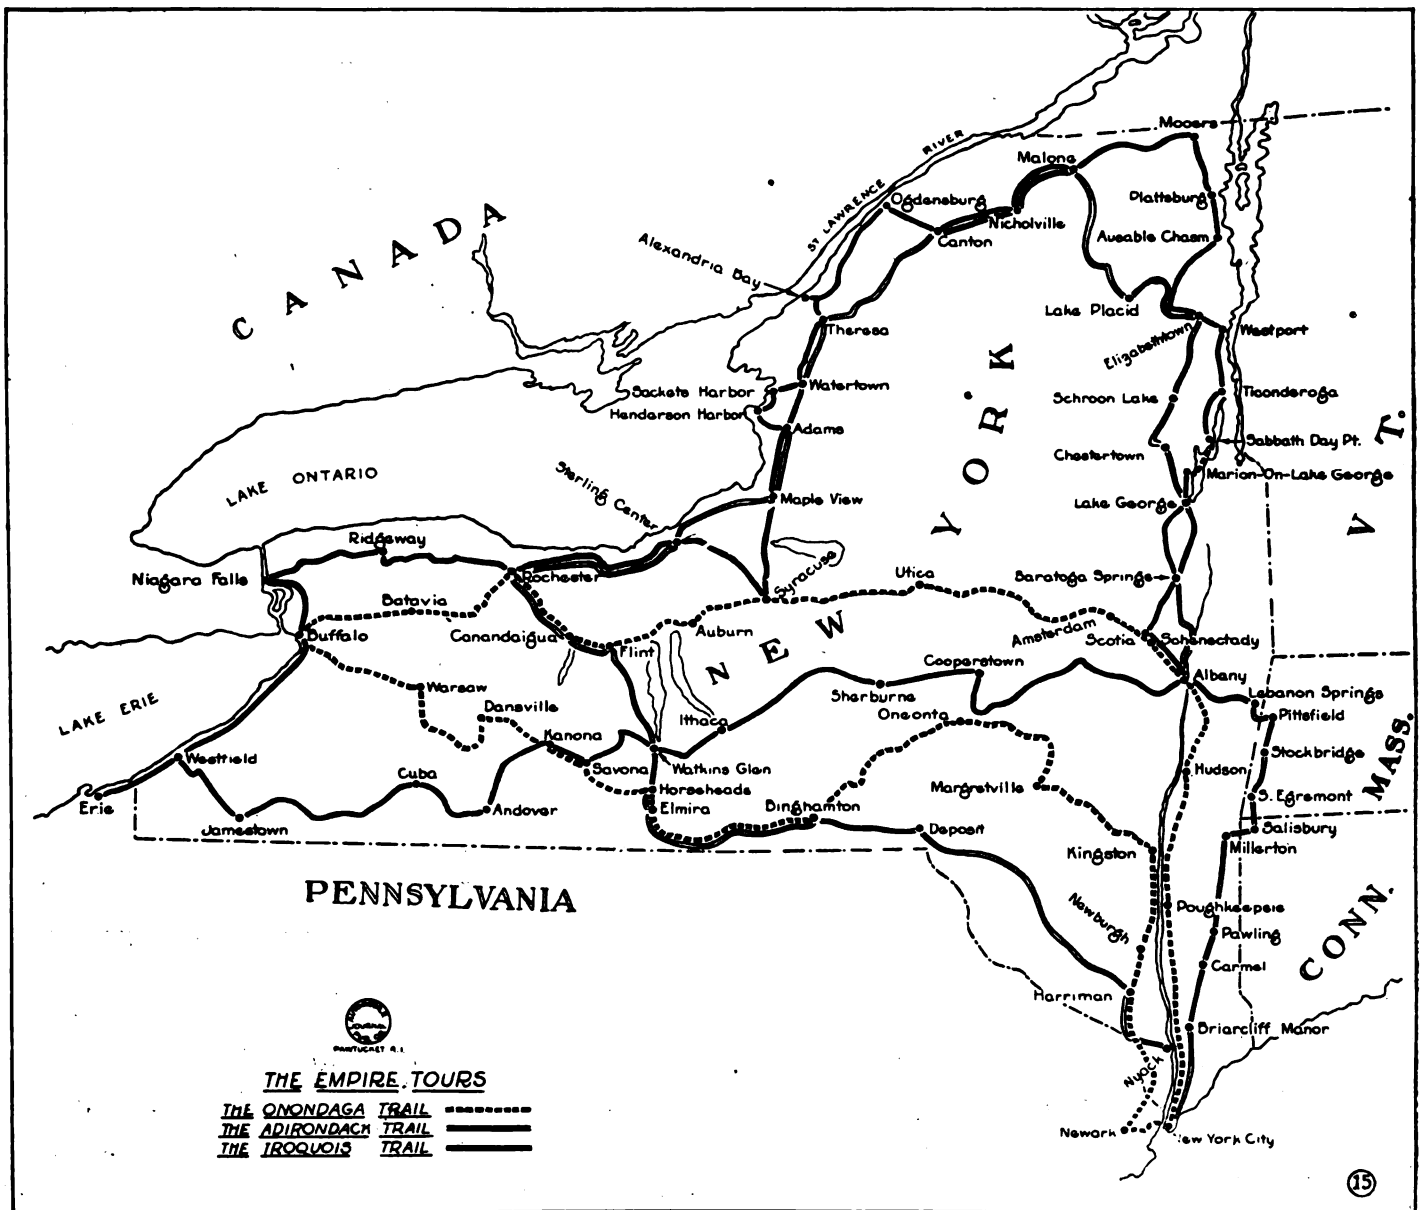 CANADA
Mooers
RIVER
Malone
ST LAWRENCE
Ogdensburg
Plattsburg
Nicholville
Canton
Ausable Chasm
Alexandria Bay
Lake Placid
Theresa
Elizabethtown
Westport
YORK
Sackets Harbor
Watertown
Schroon Lake
Ticonderoga
Henderson Harbor
Adams
VT.
Sabbath Day Pt.
Chestertown
LAKE ONTARIO
Sterling Center
Marion-On-Lake George
Maple View
Lake George
Ridgeway
Niagara Falls
Rochester
Syracuse
Utica
Saratoga Springs
Batavia
Buffalo
Canandaigua
Auburn
Amsterdam
Scotia
Schenectady
Flint
NEW
Cooperstown
Albany
Warsaw
Sherburne
Lebanon Springs
LAKE ERIE
Dansville
Ithaca
Oneonta
Pittsfield
Kanona
Stockbridge
MASS.
Westfield
Savona
Watkins Glen
Hudson
Cuba
Horseheads
Margretville
S. Egremont
Erie
Andover
Elmira
Binghamton
Jamestown
Deposit
Salisbury
Millerton
Kingston
PENNSYLVANIA
Newburgh
Poughkeepsie
CONN.
Pawling
Carmel
Harriman
Briarcliff Manor
Nyack
Newark
New York City
AUTOMOBILE
JOURNAL
PAWTUCKET R.I.
THE EMPIRE TOURS
THE ONONDAGA TRAIL
THE ADIRONDACK TRAIL
THE IROQUOIS TRAIL
15